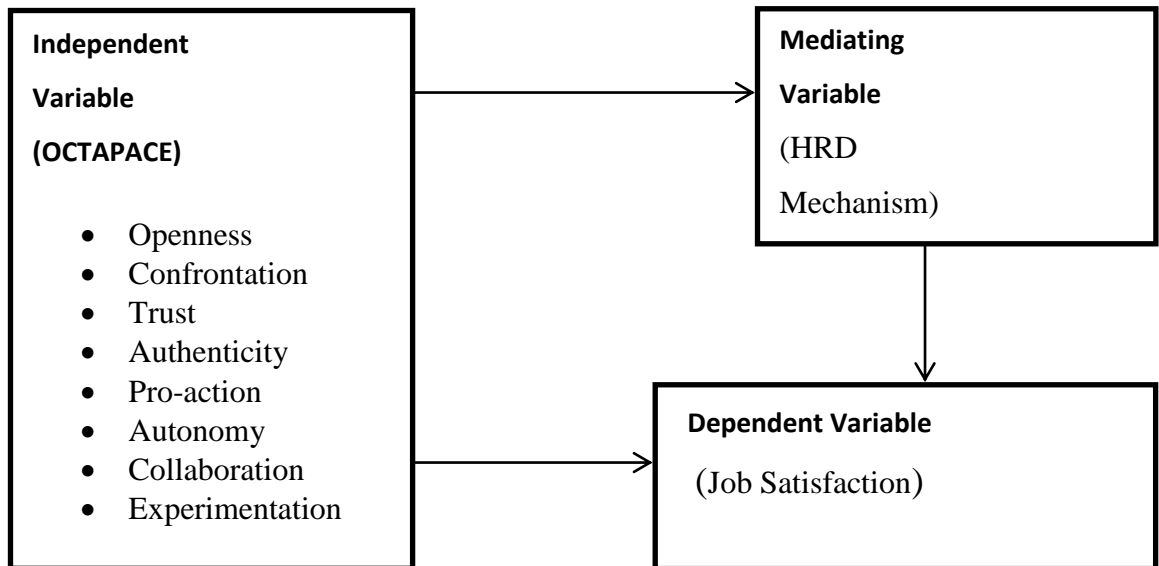 Independent
Variable
(OCTAPACE)
• Openness
• Confrontation
• Trust
• Authenticity
• Pro-action
• Autonomy
• Collaboration
• Experimentation
Mediating
Variable
(HRD
Mechanism)
Dependent Variable
(Job Satisfaction)